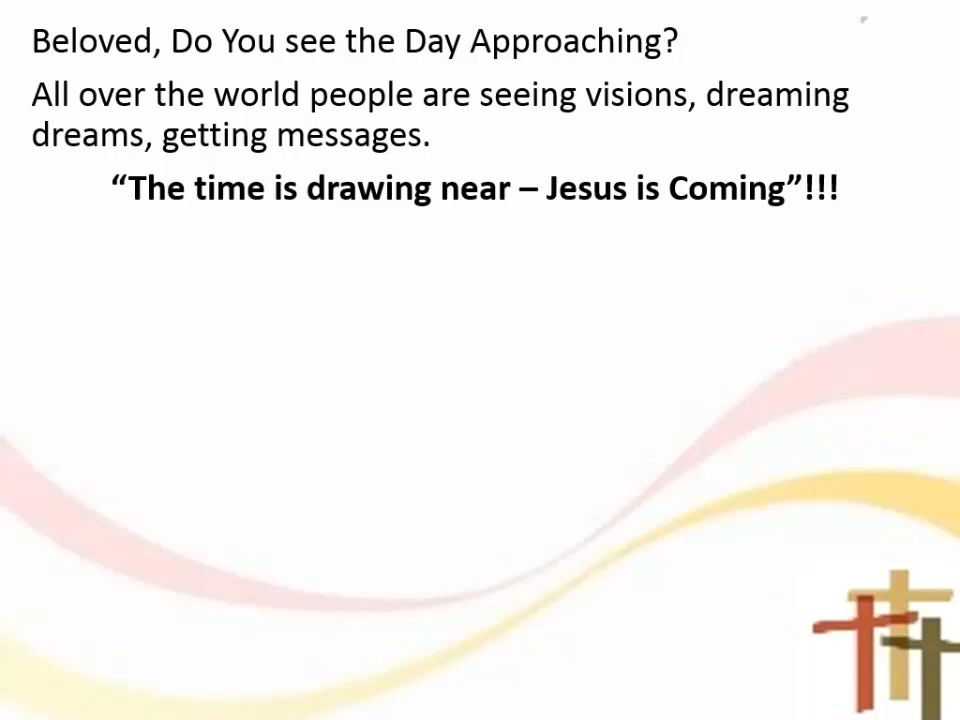 Beloved, Do You see the Day Approaching?
All over the world people are seeing visions, dreaming
dreams, getting messages.
“The time is drawing near – Jesus is Coming”!!!